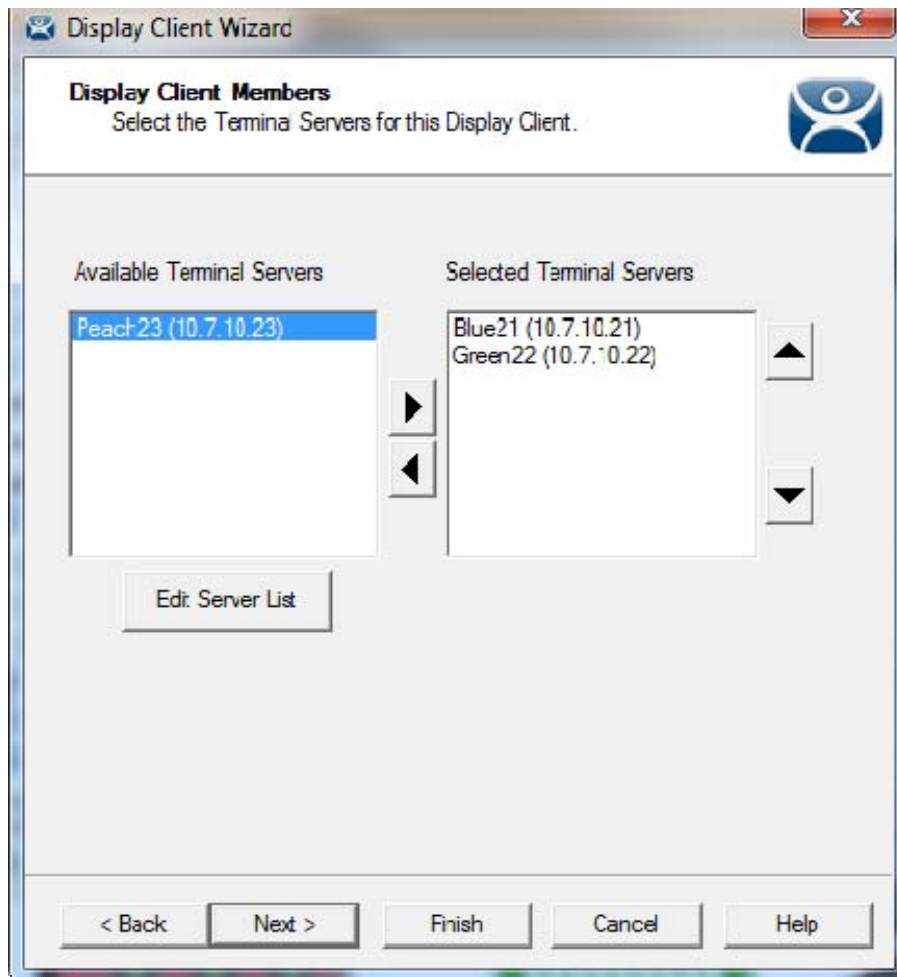 Display Client Wizard
Display Client Members
Select the Terminal Servers for this Display Client.
Available Terminal Servers
Selected Terminal Servers
Peach23 (10.7.10.23)
Blue21 (10.7.10.21)
Green22 (10.7.10.22)
Edit Server List
< Back
Next >
Finish
Cancel
Help